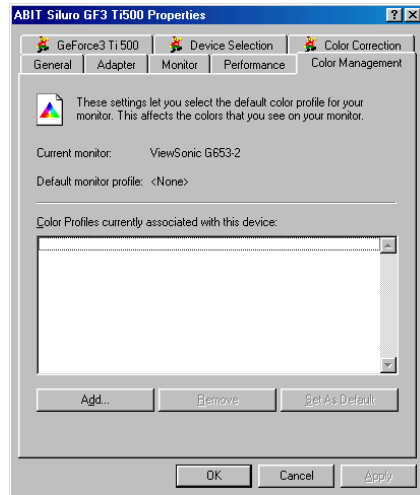 ABIT Siluro GF3 Ti500 Properties
GeForce3 Ti 500 Device Selection Color Correction
General Adapter Monitor Performance Color Management
These settings let you select the default color profile for your
monitor. This affects the colors that you see on your monitor.
Current monitor: ViewSonic G653-2
Default monitor profile: <None>
Color Profiles currently associated with this device:
Add... Remove Set As Default
OK Cancel Apply